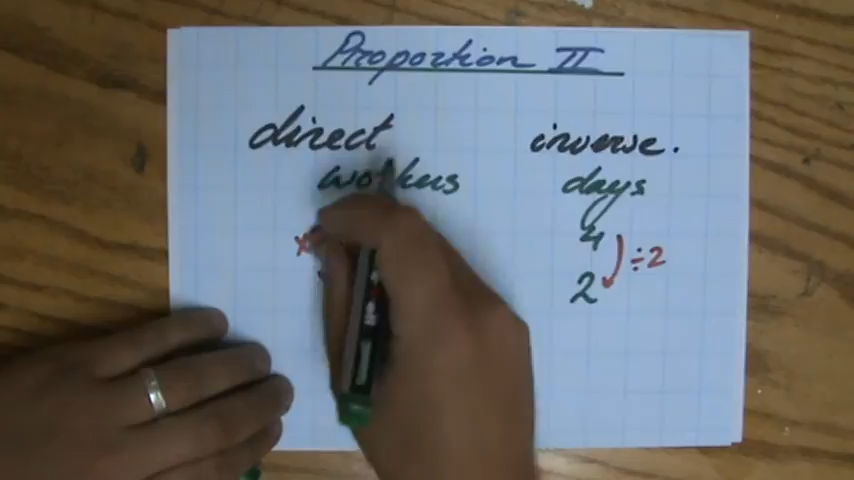 Proportion II
direct inverse.
workers days
4
x ÷2
2